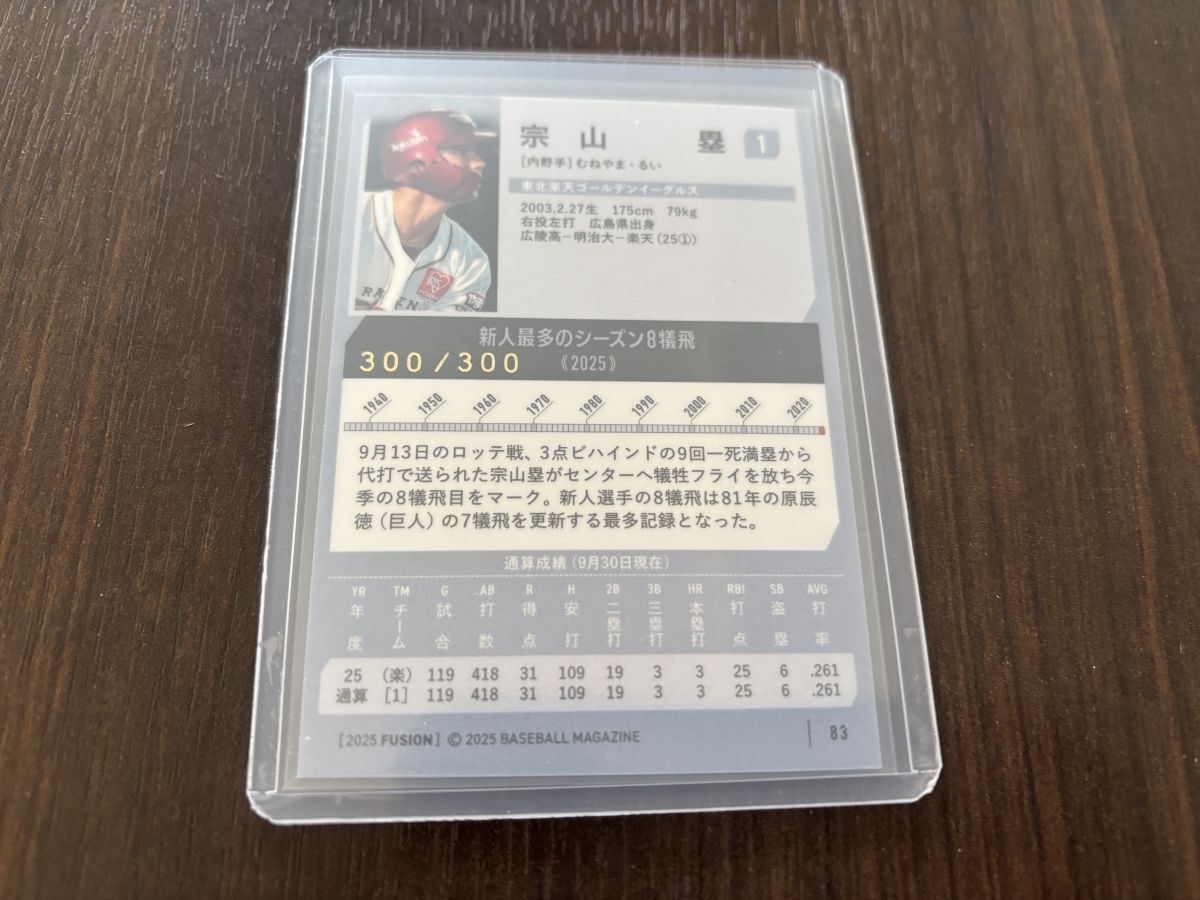 宗山 塁 1
[内野手] むねやま・るい
東北楽天ゴールデンイーグルス
2003.2.27生 175cm 79kg
右投左打 広島県出身
広陵高−明治大−楽天(25①)
Rakuten
新人最多のシーズン8犠飛
300/300 《2025》
1940 1950 1960 1970 1980 1990 2000 2010 2020
9月13日のロッテ戦、3点ビハインドの9回一死満塁から
代打で送られた宗山塁がセンターへ犠牲フライを放ち今
季の8犠飛目をマーク。新人選手の8犠飛は81年の原辰
徳(巨人)の7犠飛を更新する最多記録となった。
通算成績(9月30日現在)
YR TM G AB R H 2B 3B HR RBI SB AVG
年度 チーム 試合 打数 得点 安打 二塁打 三塁打 本塁打 打点 盗塁 打率
25 (楽) 119 418 31 109 19 3 3 25 6 .261
通算 [1] 119 418 31 109 19 3 3 25 6 .261
[2025 FUSION] © 2025 BASEBALL MAGAZINE 83